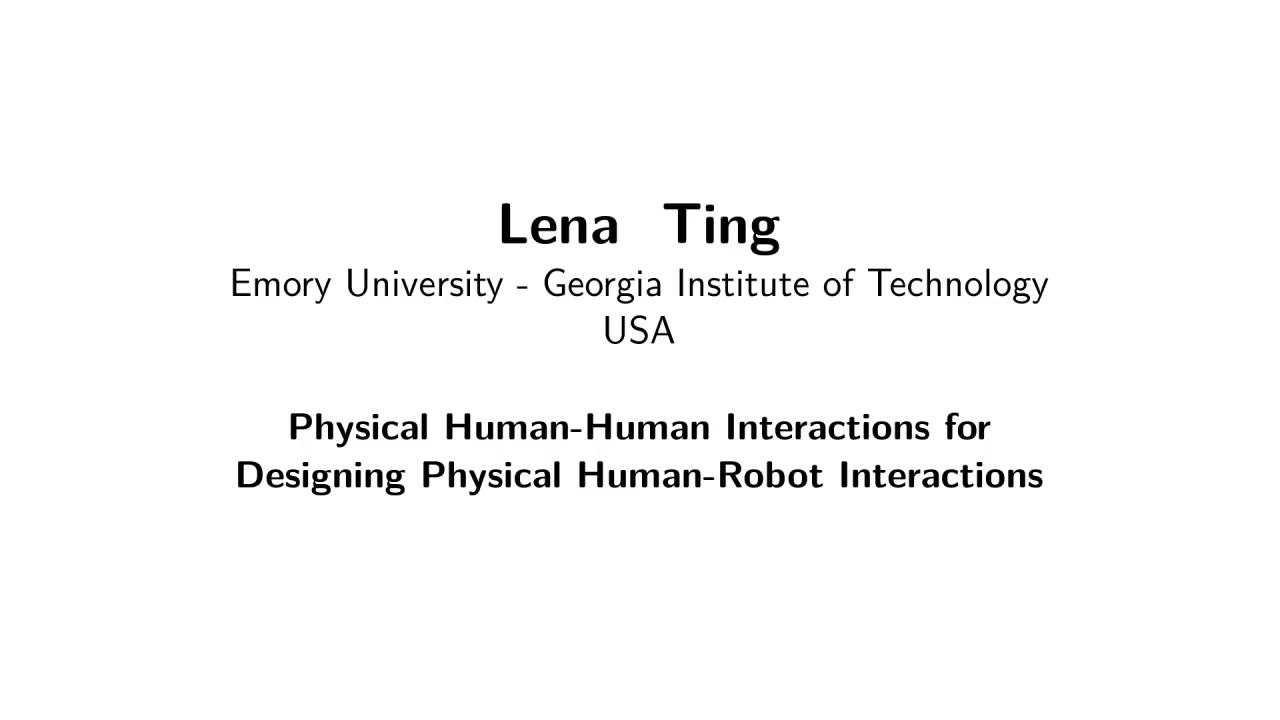 Lena Ting
Emory University - Georgia Institute of Technology
USA
Physical Human-Human Interactions for
Designing Physical Human-Robot Interactions